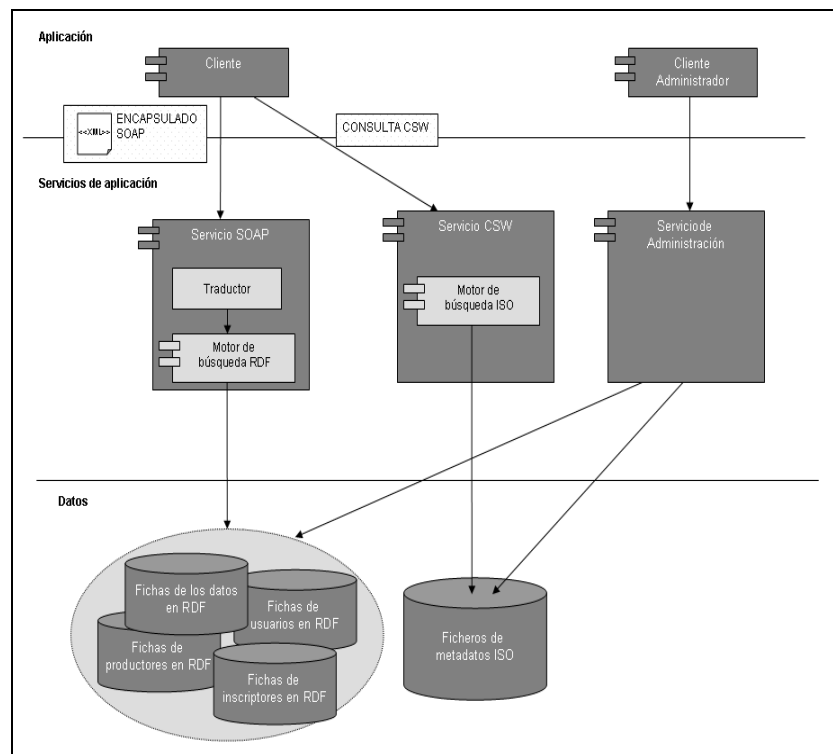 Aplicación
Cliente
Cliente
Administrador
<<XML>>
ENCAPSULADO
SOAP
CONSULTA CSW
Servicios de aplicación
Servicio SOAP
Traductor
Motor de
búsqueda RDF
Servicio CSW
Motor de
búsqueda ISO
Servicio de
Administración
Datos
Fichas de los datos
en RDF
Fichas de
usuarios en RDF
Fichas de
productores en RDF
Fichas de
inscriptores en RDF
Ficheros de
metadatos ISO